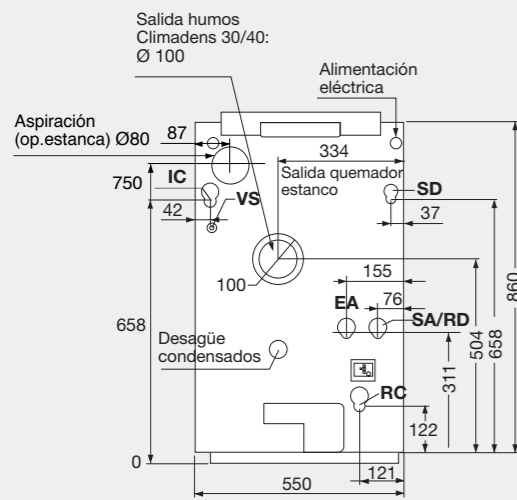 Salida humos
Climadens 30/40:
Ø 100
Alimentación
eléctrica
Aspiración
(op.estanca) Ø80
87
334
Salida quemador
estanco
750
IC
VS
SD
42
37
100
155
EA
76
SA/RD
860
658
504
658
311
Desagüe
condensados
RC
122
0
121
550